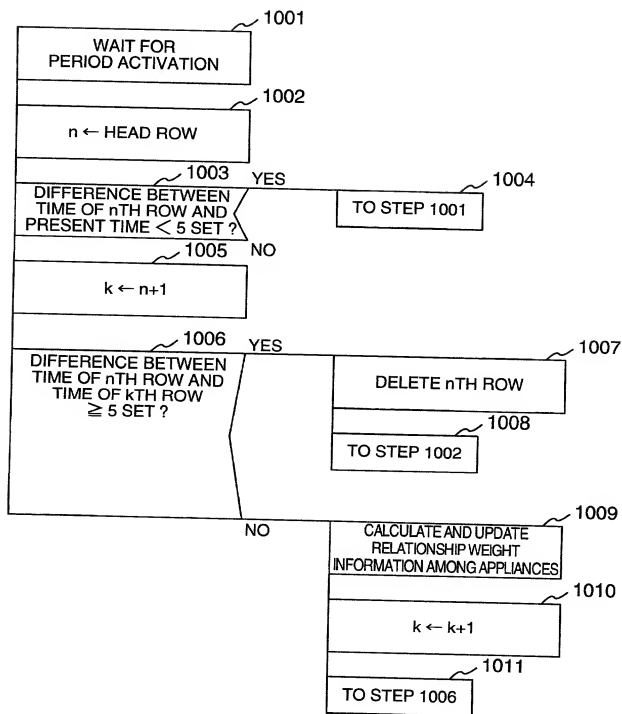 1001
WAIT FOR
PERIOD ACTIVATION
1002
n ← HEAD ROW
1003
YES
1004
DIFFERENCE BETWEEN
TIME OF nTH ROW AND
PRESENT TIME < 5 SET ?
TO STEP 1001
NO
1005
k ← n+1
1006
YES
1007
DIFFERENCE BETWEEN
TIME OF nTH ROW AND
TIME OF kTH ROW
≧ 5 SET ?
DELETE nTH ROW
1008
TO STEP 1002
NO
1009
CALCULATE AND UPDATE
RELATIONSHIP WEIGHT
INFORMATION AMONG APPLIANCES
1010
k ← k+1
1011
TO STEP 1006